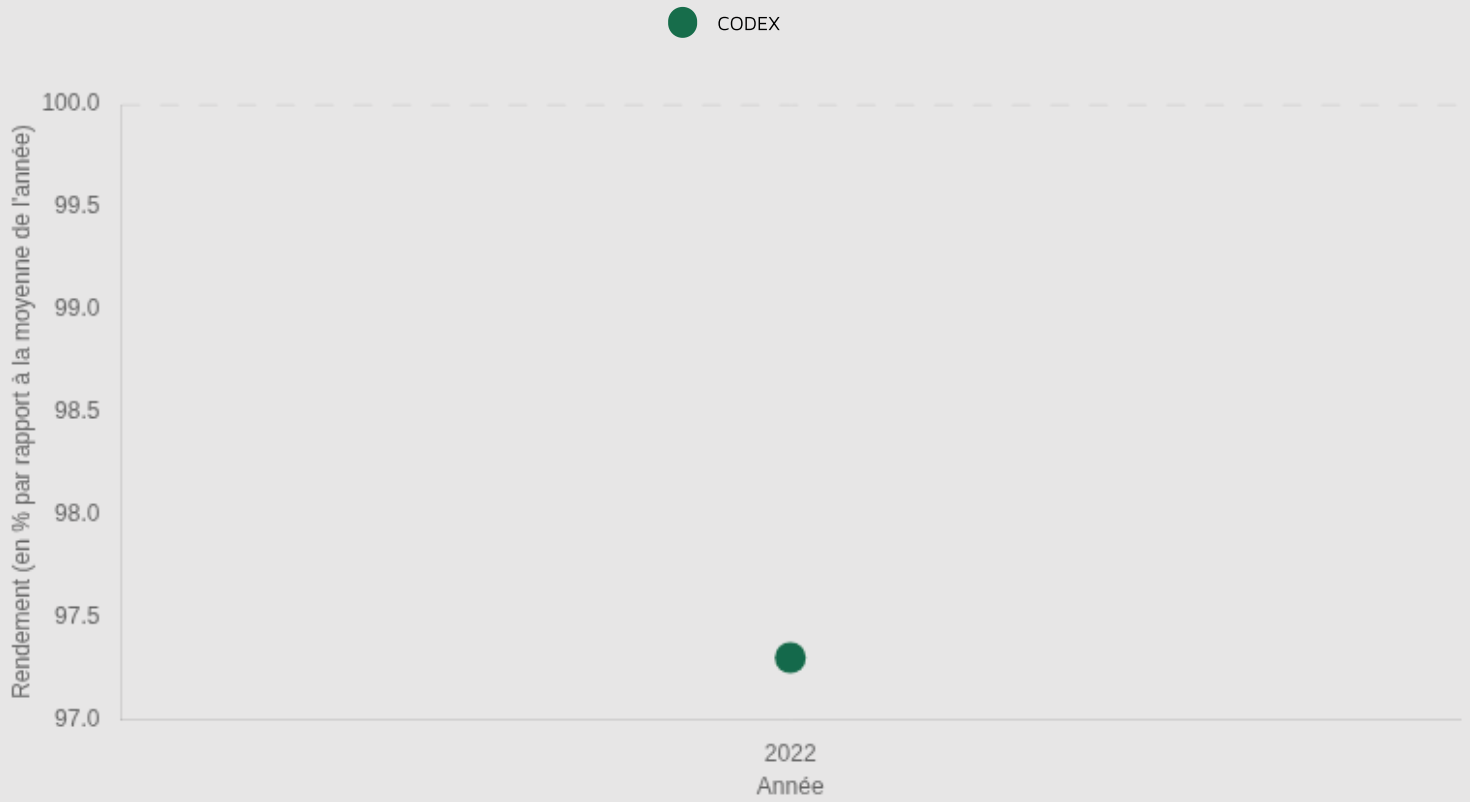 CODEX
100.0
99.5
99.0
98.5
98.0
97.5
97.0
Rendement (en % par rapport à la moyenne de l'année)
2022
Année